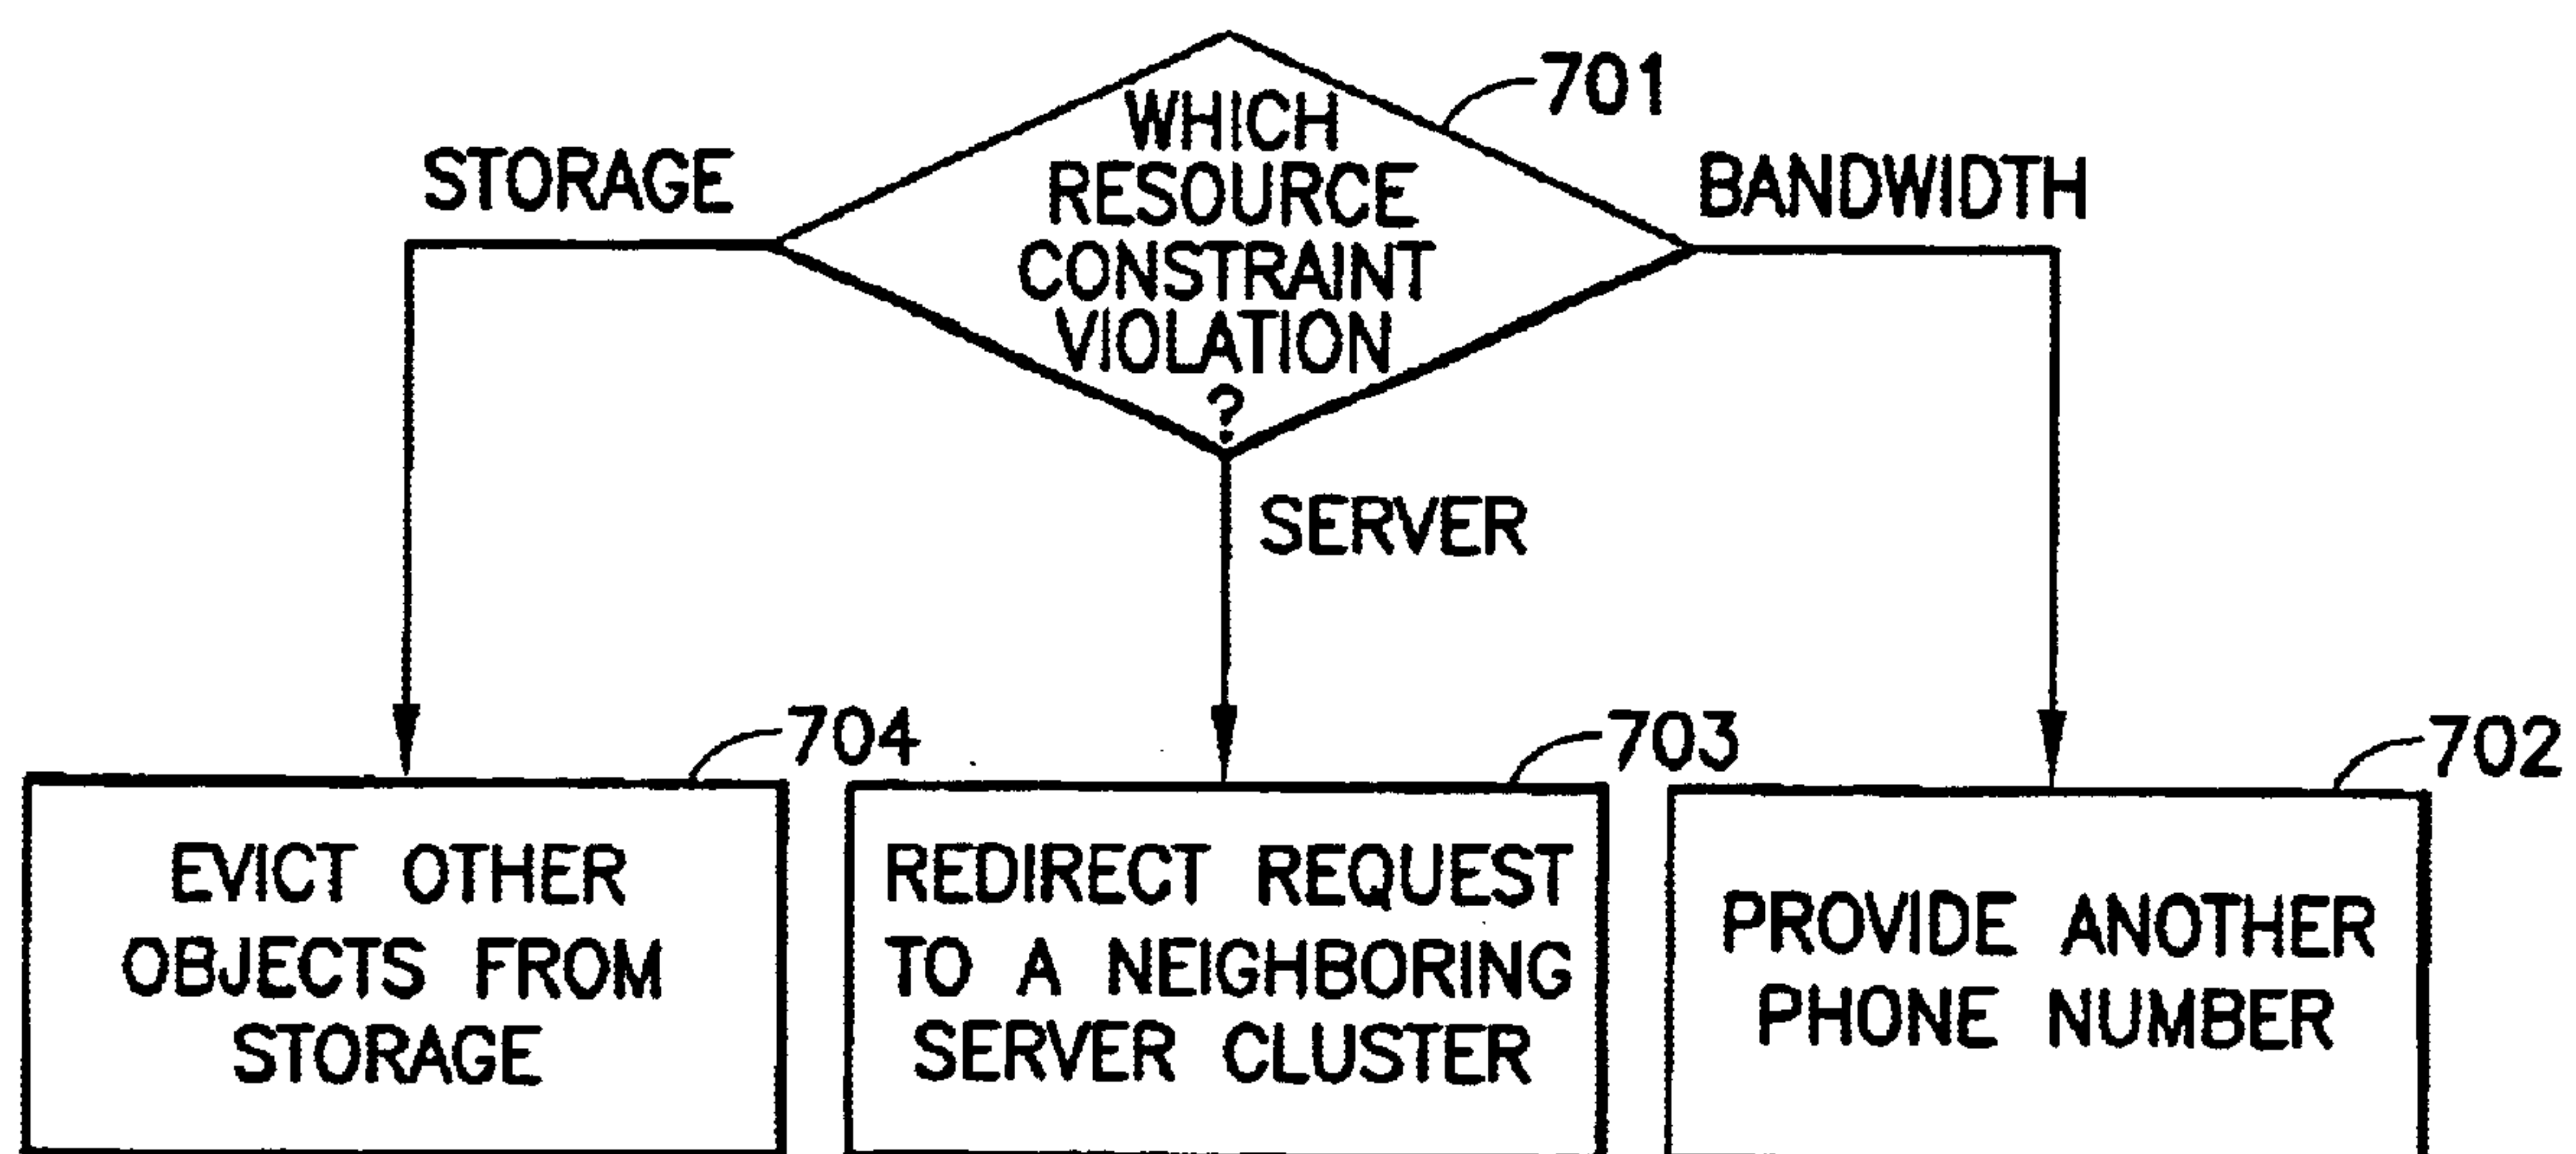 701
WHICH
RESOURCE
CONSTRAINT
VIOLATION
?
STORAGE
BANDWIDTH
SERVER
704
703
702
EVICT OTHER
OBJECTS FROM
STORAGE
REDIRECT REQUEST
TO A NEIGHBORING
SERVER CLUSTER
PROVIDE ANOTHER
PHONE NUMBER